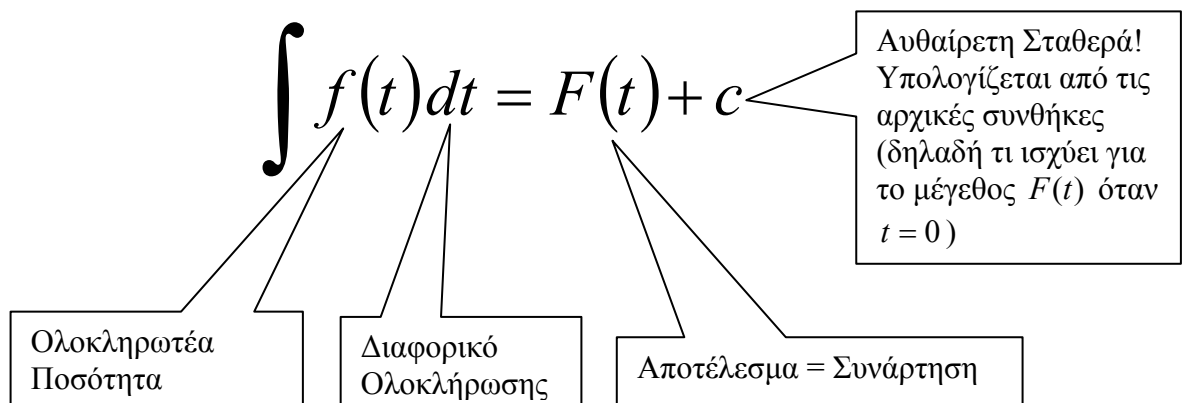 ∫ f(t)dt = F(t) + c
Αυθαίρετη Σταθερά!
Υπολογίζεται από τις
αρχικές συνθήκες
(δηλαδή τι ισχύει για
το μέγεθος F(t) όταν
t = 0 )
Ολοκληρωτέα
Ποσότητα
Διαφορικό
Ολοκλήρωσης
Αποτέλεσμα = Συνάρτηση